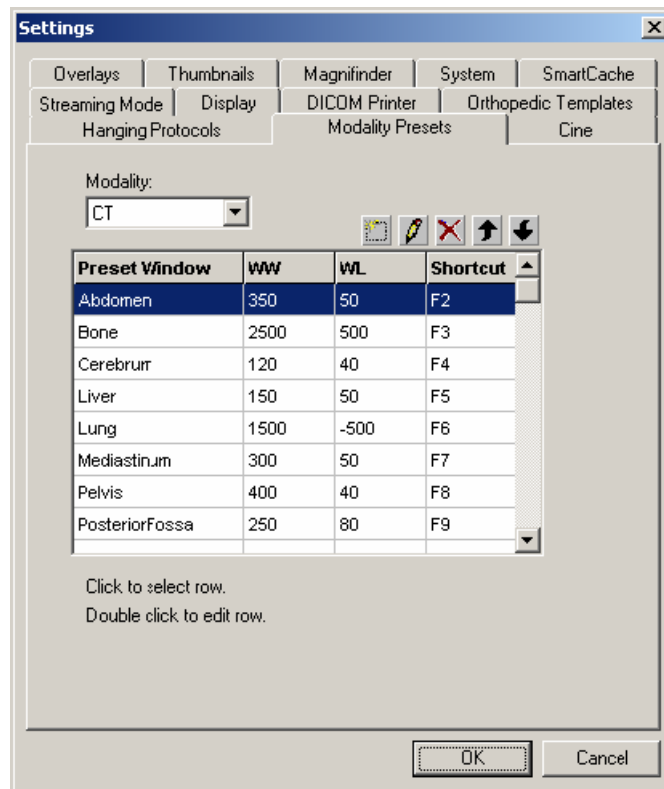 Settings
Overlays Thumbnails Magnifinder System SmartCache
Streaming Mode Display DICOM Printer Orthopedic Templates
Hanging Protocols Modality Presets Cine
Modality:
CT
Preset Window WW WL Shortcut
Abdomen 350 50 F2
Bone 2500 500 F3
Cerebrum 120 40 F4
Liver 150 50 F5
Lung 1500 -500 F6
Mediastinum 300 50 F7
Pelvis 400 40 F8
PosteriorFossa 250 80 F9
Click to select row.
Double click to edit row.
OK Cancel